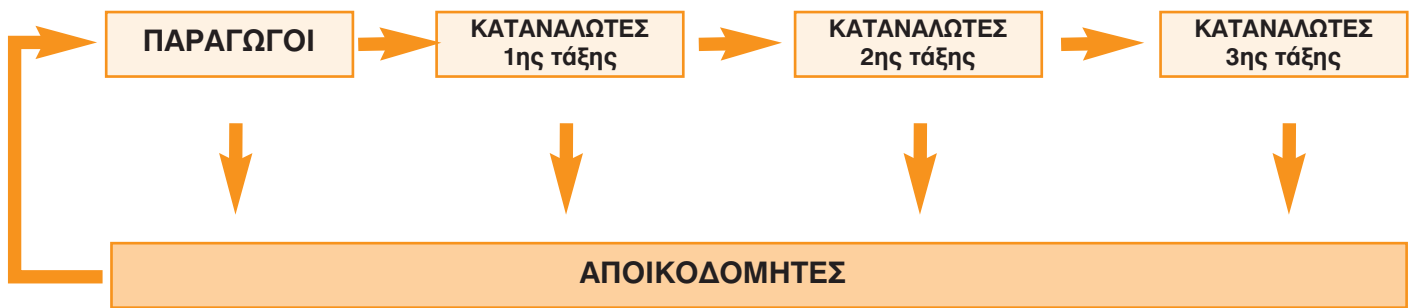 ΠΑΡΑΓΩΓΟΙ
ΚΑΤΑΝΑΛΩΤΕΣ
1ης τάξης
ΚΑΤΑΝΑΛΩΤΕΣ
2ης τάξης
ΚΑΤΑΝΑΛΩΤΕΣ
3ης τάξης
ΑΠΟΙΚΟΔΟΜΗΤΕΣ